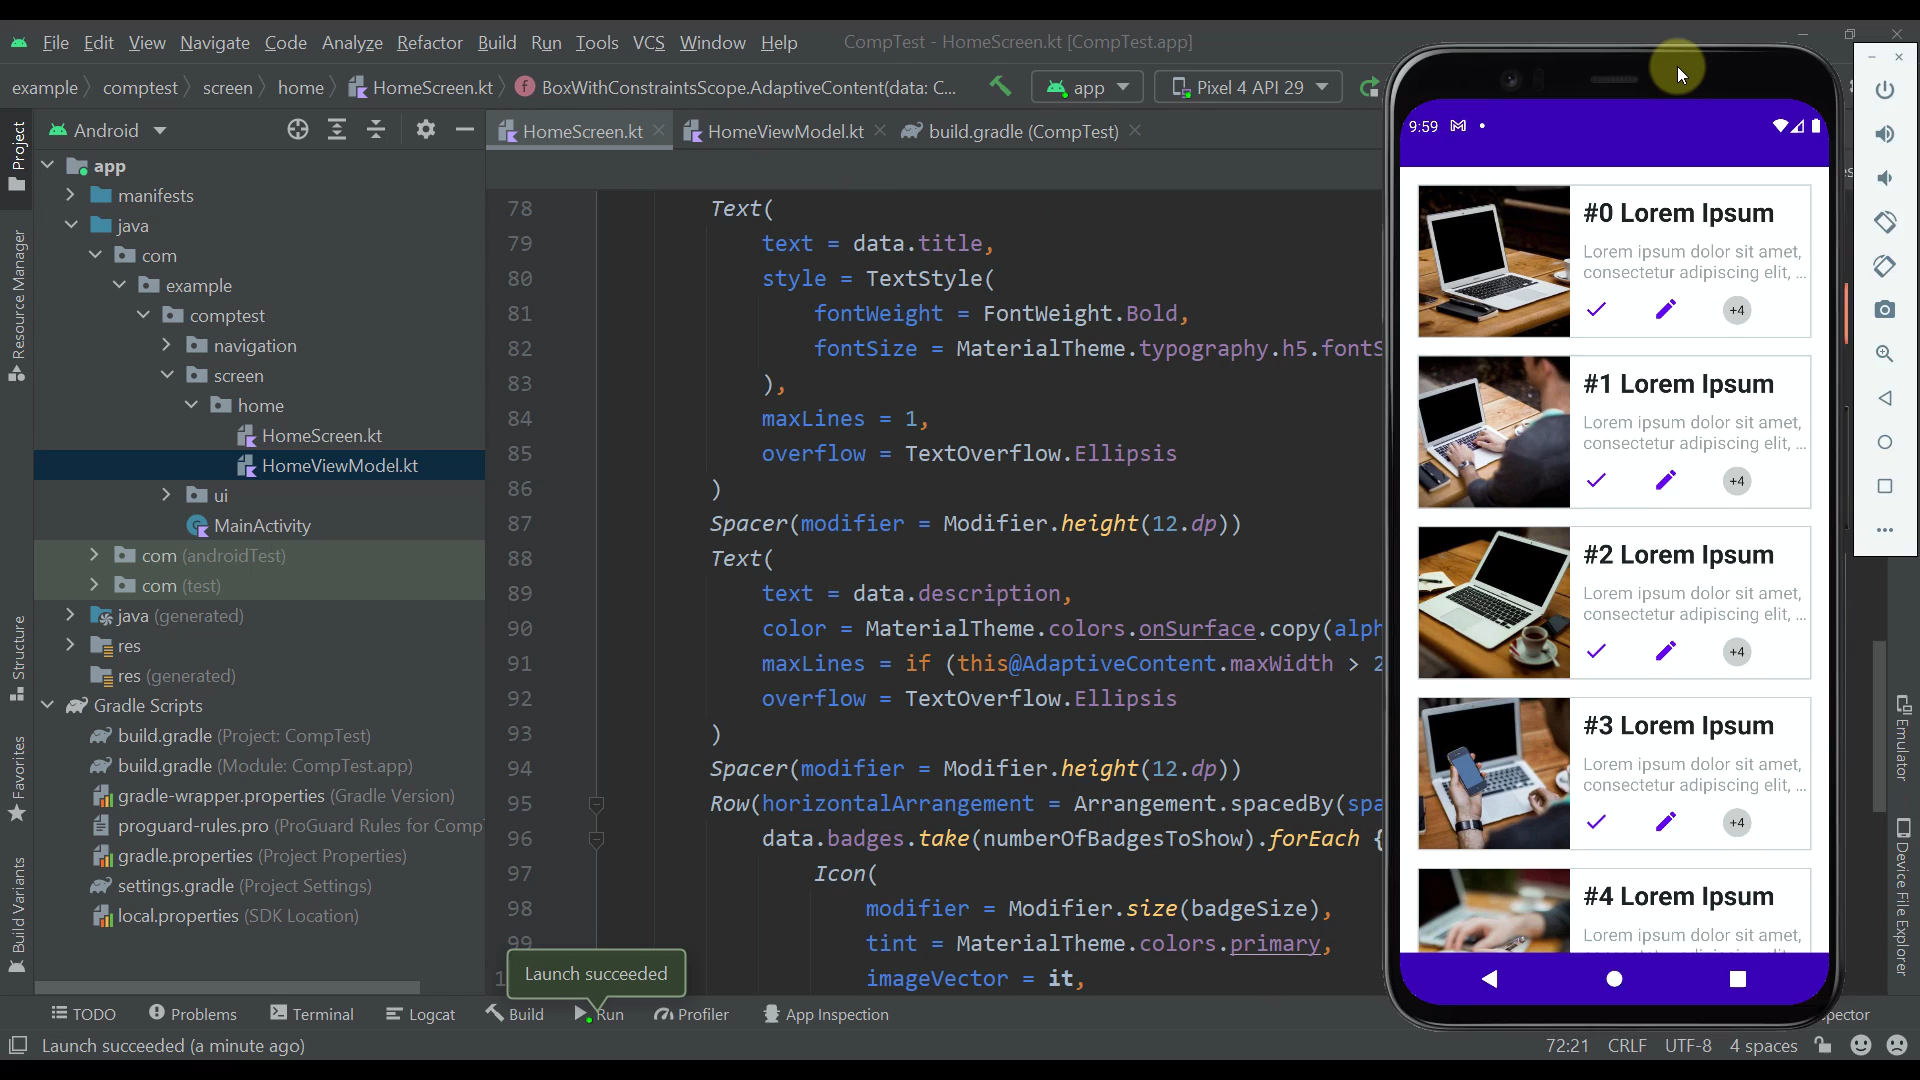 File Edit View Navigate Code Analyze Refactor Build Run Tools VCS Window Help CompTest - HomeScreen.kt [CompTest.app]
example comptest screen home HomeScreen.kt BoxWithConstraintsScope.AdaptiveContent(data: C... app Pixel 4 API 29
Android HomeScreen.kt HomeViewModel.kt build.gradle (CompTest)
Project
Resource Manager
Structure
Favorites
Build Variants
app
manifests
java
com
example
comptest
navigation
screen
home
HomeScreen.kt
HomeViewModel.kt
ui
MainActivity
com (androidTest)
com (test)
java (generated)
res
res (generated)
Gradle Scripts
build.gradle (Project: CompTest)
build.gradle (Module: CompTest.app)
gradle-wrapper.properties (Gradle Version)
proguard-rules.pro (ProGuard Rules for Comp
gradle.properties (Project Properties)
settings.gradle (Project Settings)
local.properties (SDK Location)
78 Text(
79 text = data.title,
80 style = TextStyle(
81 fontWeight = FontWeight.Bold,
82 fontSize = MaterialTheme.typography.h5.fontS
83 ),
84 maxLines = 1,
85 overflow = TextOverflow.Ellipsis
86 )
87 Spacer(modifier = Modifier.height(12.dp))
88 Text(
89 text = data.description,
90 color = MaterialTheme.colors.onSurface.copy(alph
91 maxLines = if (this@AdaptiveContent.maxWidth > 2
92 overflow = TextOverflow.Ellipsis
93 )
94 Spacer(modifier = Modifier.height(12.dp))
95 Row(horizontalArrangement = Arrangement.spacedBy(spa
96 data.badges.take(numberOfBadgesToShow).forEach {
97 Icon(
98 modifier = Modifier.size(badgeSize),
99 tint = MaterialTheme.colors.primary,
imageVector = it,
Launch succeeded
9:59
#0 Lorem Ipsum
Lorem ipsum dolor sit amet,
consectetur adipiscing elit, ...
+4
#1 Lorem Ipsum
Lorem ipsum dolor sit amet,
consectetur adipiscing elit, ...
+4
#2 Lorem Ipsum
Lorem ipsum dolor sit amet,
consectetur adipiscing elit, ...
+4
#3 Lorem Ipsum
Lorem ipsum dolor sit amet,
consectetur adipiscing elit, ...
+4
#4 Lorem Ipsum
Lorem ipsum dolor sit amet,
Emulator
Device File Explorer
TODO Problems Terminal Logcat Build Run Profiler App Inspection
Launch succeeded (a minute ago) 72:21 CRLF UTF-8 4 spaces